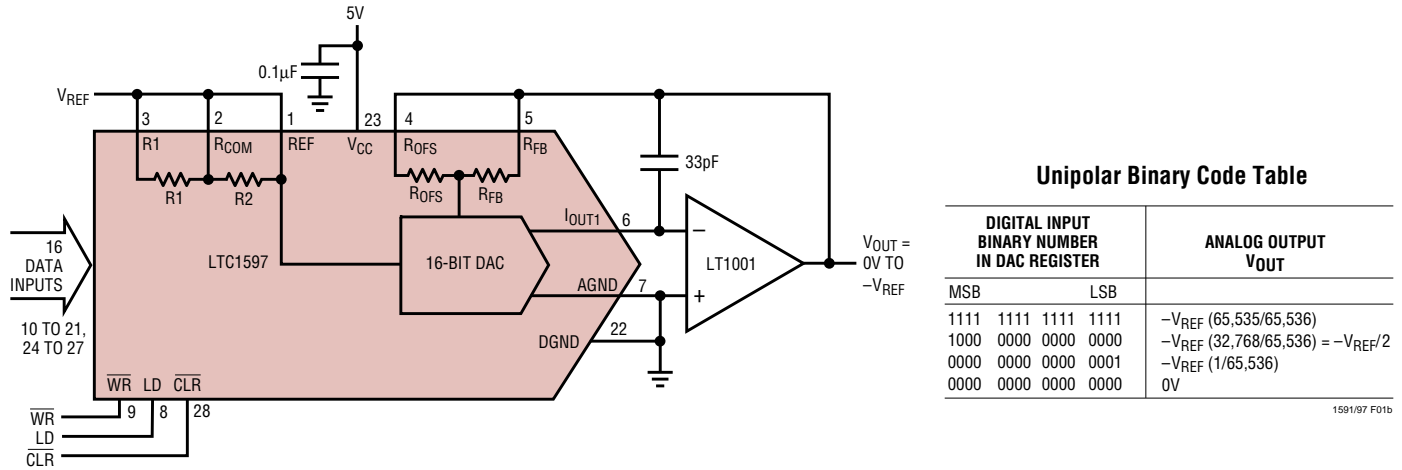 5V
0.1µF
VREF
3
2
1
23
4
5
R1
RCOM
REF
VCC
ROFS
RFB
33pF
R1
R2
ROFS
RFB
IOUT1
6
–
16
DATA
INPUTS
LTC1597
16-BIT DAC
LT1001
VOUT =
0V TO
–VREF
AGND
7
+
10 TO 21,
24 TO 27
DGND
22
WR LD CLR
9
8
28
WR
LD
CLR
Unipolar Binary Code Table
DIGITAL INPUT
BINARY NUMBER
IN DAC REGISTER
ANALOG OUTPUT
VOUT
MSB LSB
1111 1111 1111 1111 –VREF (65,535/65,536)
1000 0000 0000 0000 –VREF (32,768/65,536) = –VREF/2
0000 0000 0000 0001 –VREF (1/65,536)
0000 0000 0000 0000 0V
1591/97 F01b